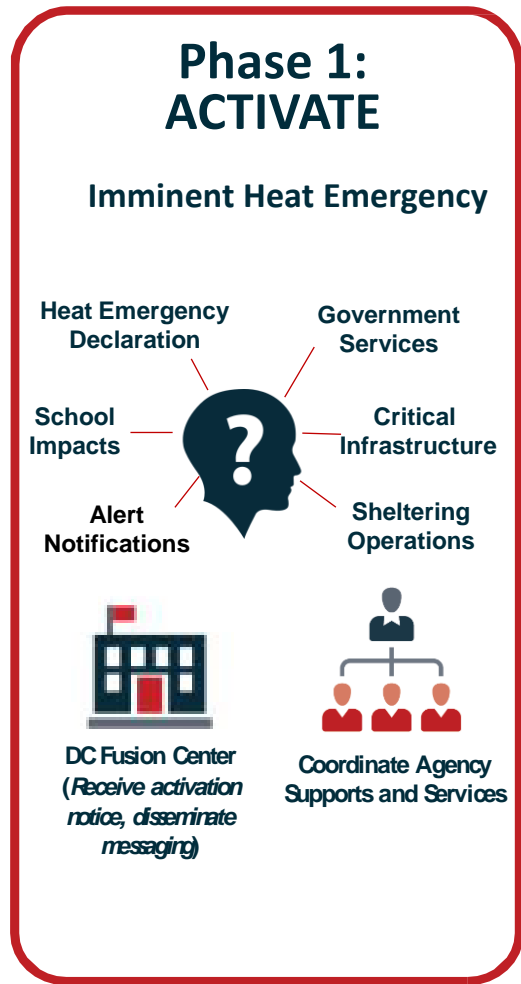 Phase 1:
ACTIVATE
Imminent Heat Emergency
Heat Emergency
Declaration
Government
Services
School
Impacts
?
Critical
Infrastructure
Alert
Notifications
Sheltering
Operations
DC Fusion Center
(Receive activation
notice, disseminate
messaging)
Coordinate Agency
Supports and Services